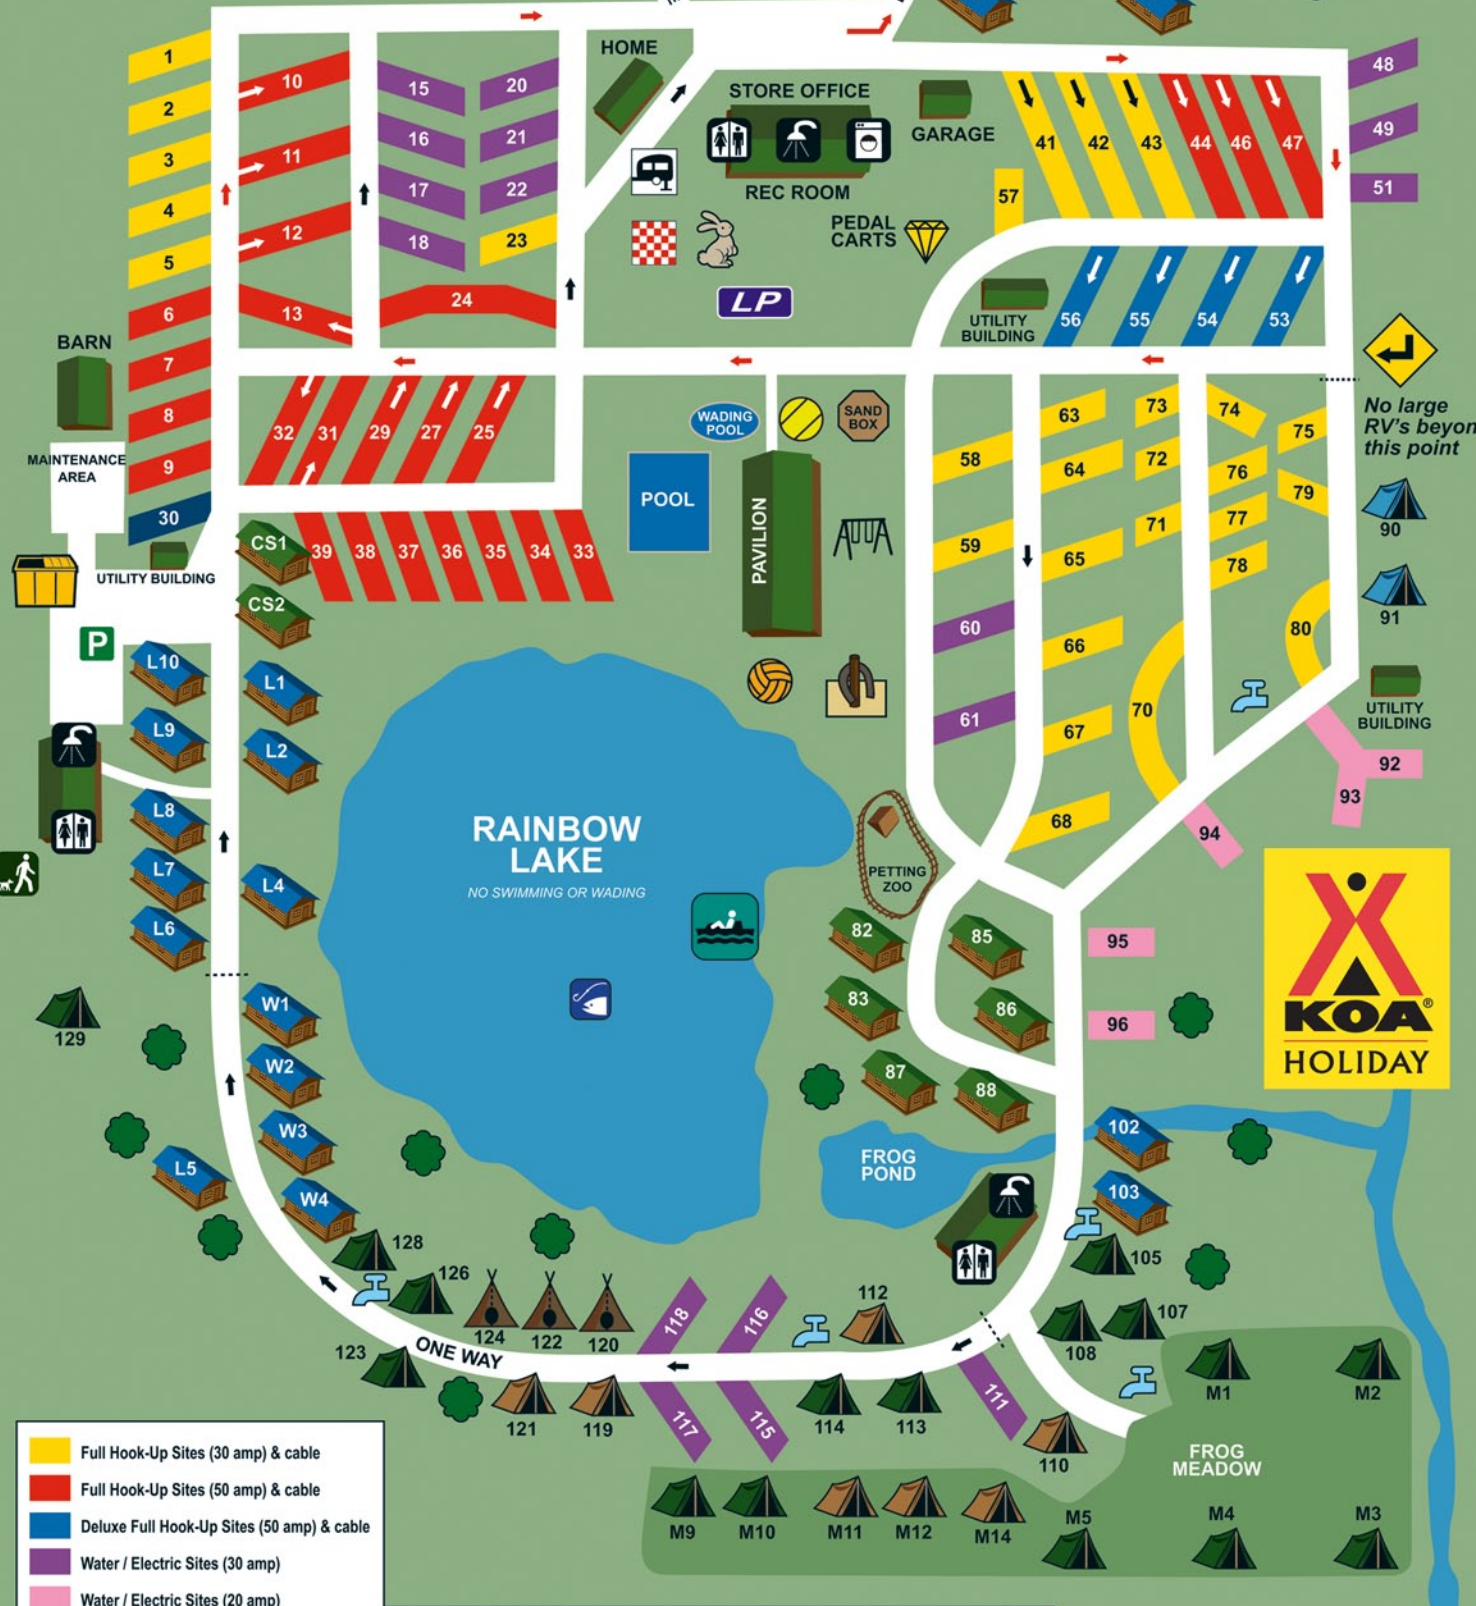 HOME
STORE OFFICE
REC ROOM
GARAGE
PEDAL
CARTS
LP
UTILITY
BUILDING
1
2
3
4
5
6
7
8
9
30
10
11
12
13
15
16
17
18
20
21
22
23
24
41
42
43
44
46
47
48
49
51
57
56
55
54
53
BARN
MAINTENANCE
AREA
UTILITY BUILDING
P
32
31
29
27
25
39
38
37
36
35
34
33
WADING
POOL
SAND
BOX
POOL
PAVILION
No large
RV's beyon
this point
58
59
60
61
63
64
65
66
67
68
70
71
72
73
74
75
76
77
78
79
80
90
91
UTILITY
BUILDING
92
93
94
95
96
CS1
CS2
L10
L9
L8
L7
L6
L1
L2
L4
W1
W2
W3
W4
L5
129
RAINBOW
LAKE
NO SWIMMING OR WADING
PETTING
ZOO
82
83
85
86
87
88
KOA®
HOLIDAY
FROG
POND
102
103
105
107
108
128
126
124
122
120
118
116
112
123
ONE WAY
121
119
117
115
114
113
111
110
M1
M2
FROG
MEADOW
M9
M10
M11
M12
M14
M5
M4
M3
Full Hook-Up Sites (30 amp) & cable
Full Hook-Up Sites (50 amp) & cable
Deluxe Full Hook-Up Sites (50 amp) & cable
Water / Electric Sites (30 amp)
Water / Electric Sites (20 amp)